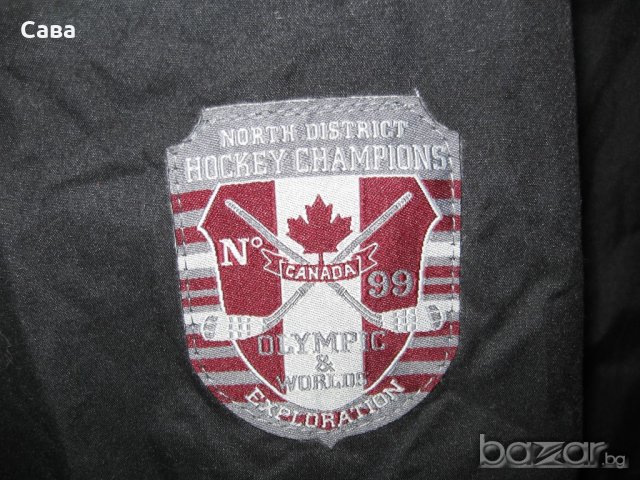 Сава
NORTH DISTRICT
HOCKEY CHAMPIONS
N°
CANADA
99
OLYMPIC
&
WORLDS
EXPLORATION
bazar.bg